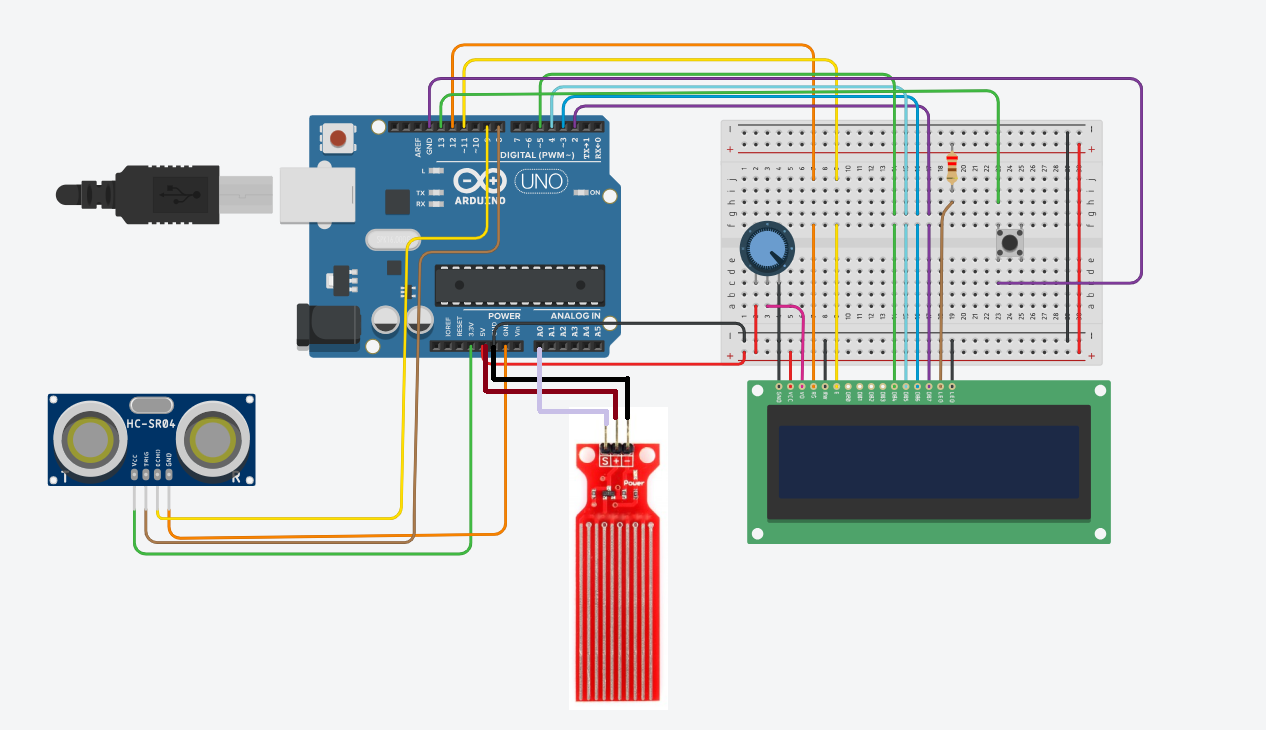 AREF
GND
13
12
~11
~10
9
8
7
~6
~5
4
~3
2
TX→1
RX←0
DIGITAL (PWM~)
L
TX
RX
ARDUINO
UNO
ON
IOREF
RESET
3.3V
5V
GND
Vin
POWER
ANALOG IN
A0
A1
A2
A3
A4
A5
HC-SR04
Vcc
TRIG
ECHO
GND
T
R
S
+
-
Power
GND
VCC
VO
RS
RW
E
DB0
DB1
DB2
DB3
DB4
DB5
DB6
DB7
LED
LED